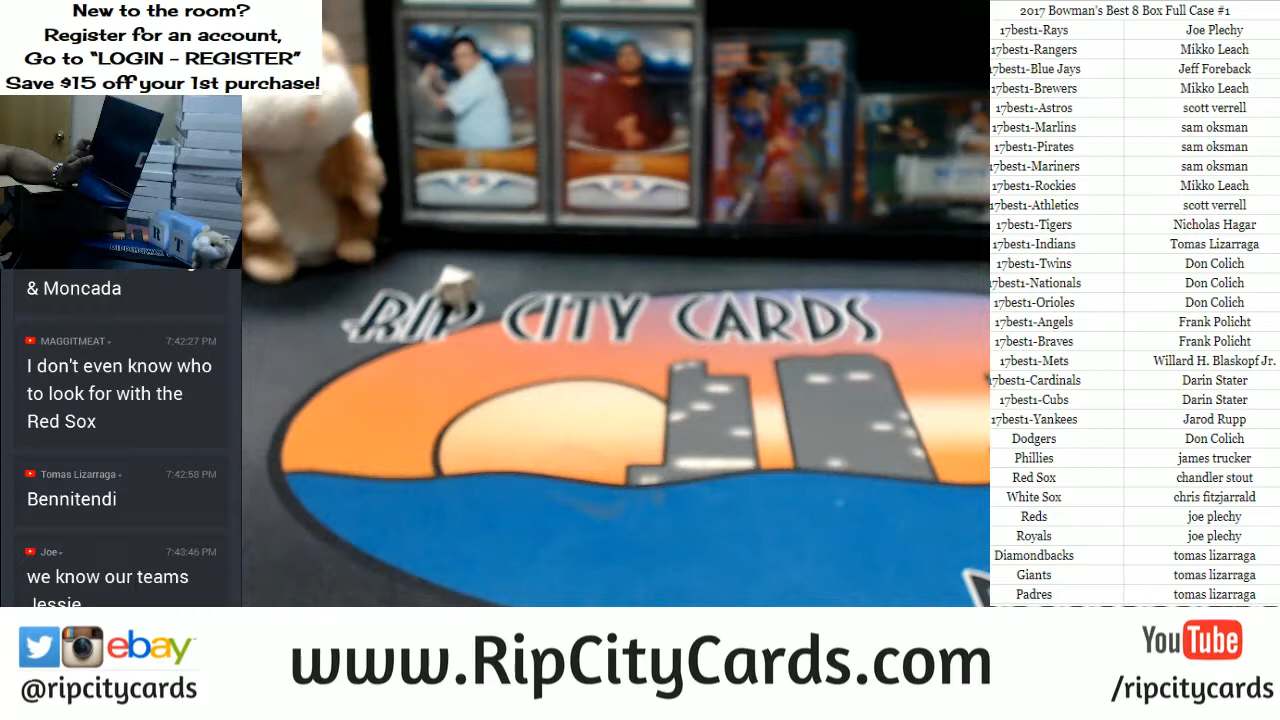 New to the room?
Register for an account,
Go to “LOGIN - REGISTER”
Save $15 off your 1st purchase!
& Moncada
MAGGITMEAT 7:42:27 PM
I don't even know who
to look for with the
Red Sox
Tomas Lizarraga 7:42:58 PM
Bennitendi
Joe 7:43:46 PM
we know our teams
Jessie
RIP CITY CARDS
R T
2017 Bowman's Best 8 Box Full Case #1
17best1-Rays Joe Plechy
17best1-Rangers Mikko Leach
17best1-Blue Jays Jeff Foreback
17best1-Brewers Mikko Leach
17best1-Astros scott verrell
17best1-Marlins sam oksman
17best1-Pirates sam oksman
17best1-Mariners sam oksman
17best1-Rockies Mikko Leach
17best1-Athletics scott verrell
17best1-Tigers Nicholas Hagar
17best1-Indians Tomas Lizarraga
17best1-Twins Don Colich
17best1-Nationals Don Colich
17best1-Orioles Don Colich
17best1-Angels Frank Policht
17best1-Braves Frank Policht
17best1-Mets Willard H. Blaskopf Jr.
17best1-Cardinals Darin Stater
17best1-Cubs Darin Stater
17best1-Yankees Jarod Rupp
Dodgers Don Colich
Phillies james trucker
Red Sox chandler stout
White Sox chris fitzjarrald
Reds joe plechy
Royals joe plechy
Diamondbacks tomas lizarraga
Giants tomas lizarraga
Padres tomas lizarraga
ebay
@ripcitycards
www.RipCityCards.com
YouTube
/ripcitycards